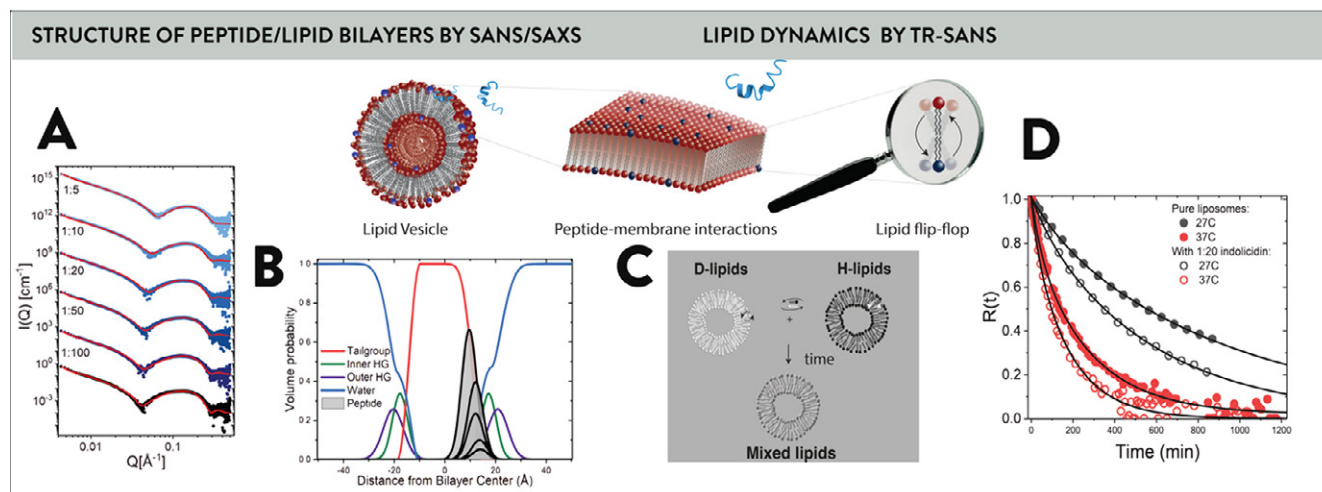 STRUCTURE OF PEPTIDE/LIPID BILAYERS BY SANS/SAXS
LIPID DYNAMICS BY TR-SANS
Lipid Vesicle
Peptide-membrane interactions
Lipid flip-flop
A
I(Q) [cm⁻¹]
10¹⁵
10¹²
10⁹
10⁶
10³
10⁰
10⁻³
1:5
1:10
1:20
1:50
1:100
0.01
0.1
Q[Å⁻¹]
B
Volume probability
1.0
0.8
0.6
0.4
0.2
0.0
Tailgroup
Inner HG
Outer HG
Water
Peptide
-40
-20
0
20
40
Distance from Bilayer Center (Å)
C
D-lipids
H-lipids
+
time
Mixed lipids
D
R(t)
1.0
0.8
0.6
0.4
0.2
0.0
Pure liposomes:
27C
37C
With 1:20 indolicidin:
27C
37C
0
200
400
600
800
1000
1200
Time (min)